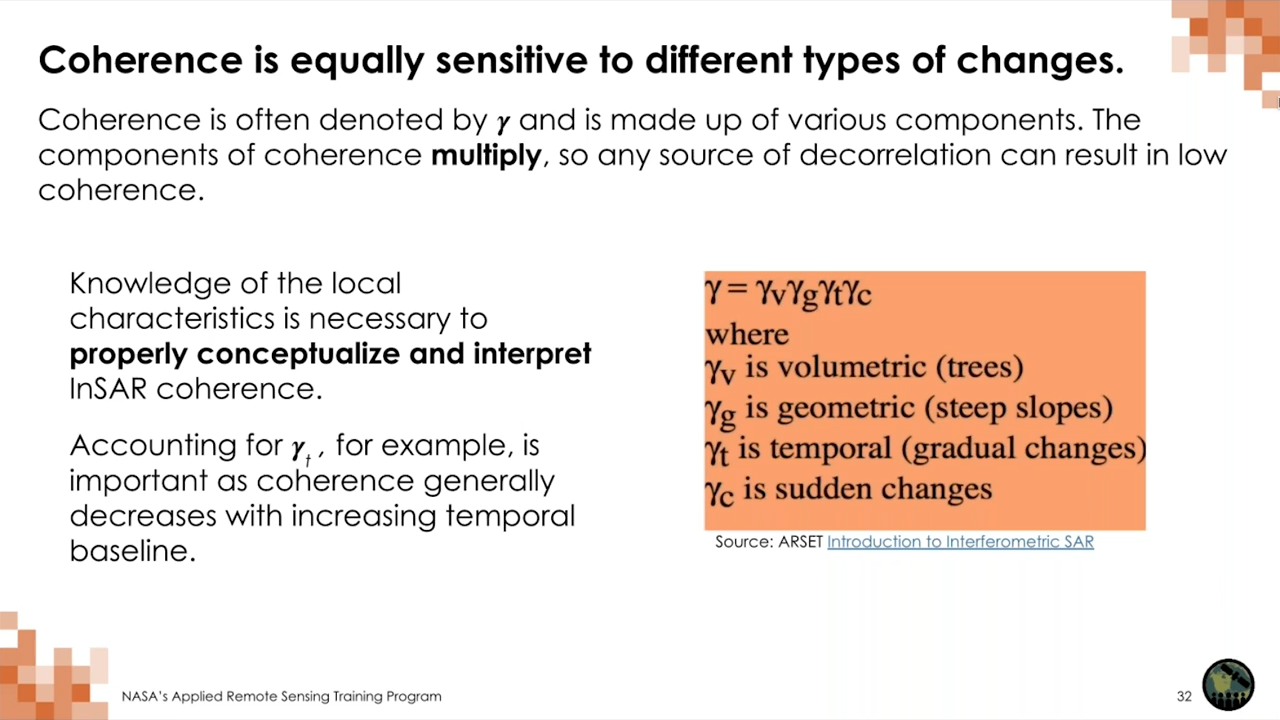 Coherence is equally sensitive to different types of changes.
Coherence is often denoted by γ and is made up of various components. The
components of coherence multiply, so any source of decorrelation can result in low
coherence.
Knowledge of the local
characteristics is necessary to
properly conceptualize and interpret
InSAR coherence.
Accounting for γt , for example, is
important as coherence generally
decreases with increasing temporal
baseline.
γ = γvγgγtγc
where
γv is volumetric (trees)
γg is geometric (steep slopes)
γt is temporal (gradual changes)
γc is sudden changes
Source: ARSET Introduction to Interferometric SAR
NASA's Applied Remote Sensing Training Program
32